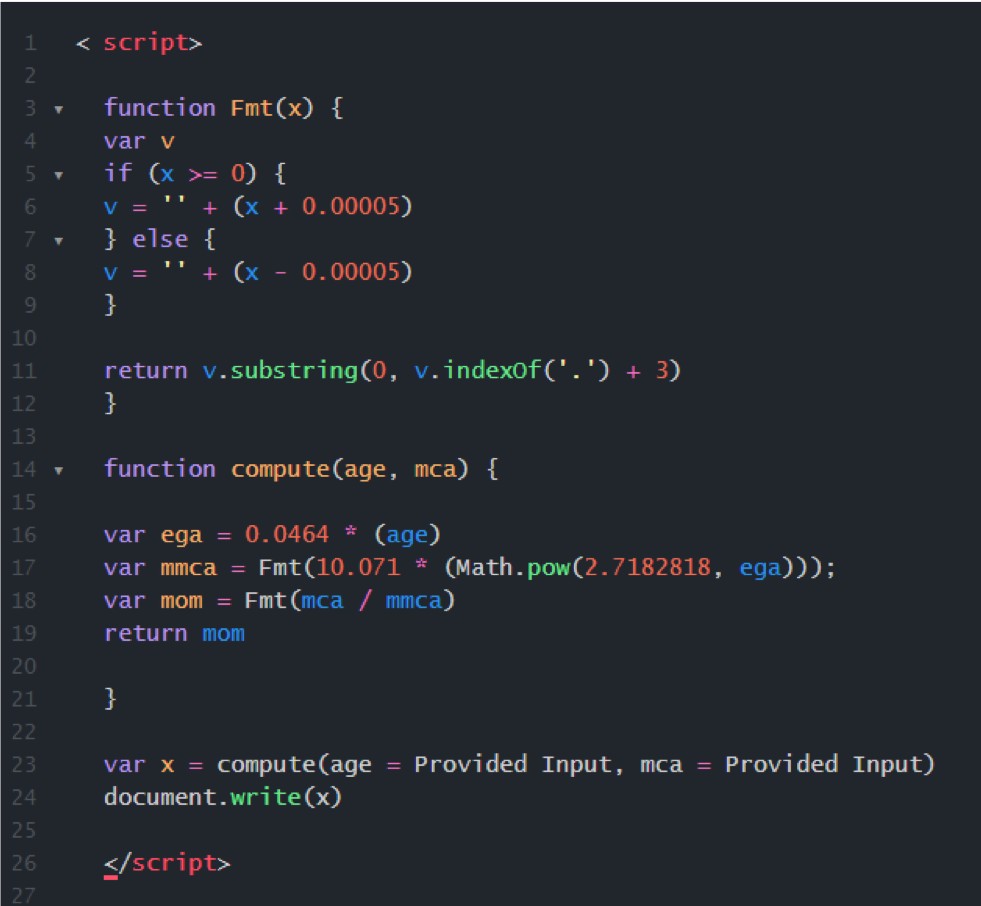 1 < script>
2
3 function Fmt(x) {
4 var v
5 if (x >= 0) {
6 v = '' + (x + 0.00005)
7 } else {
8 v = '' + (x - 0.00005)
9 }
10
11 return v.substring(0, v.indexOf('.') + 3)
12 }
13
14 function compute(age, mca) {
15
16 var ega = 0.0464 * (age)
17 var mmca = Fmt(10.071 * (Math.pow(2.7182818, ega)));
18 var mom = Fmt(mca / mmca)
19 return mom
20
21 }
22
23 var x = compute(age = Provided Input, mca = Provided Input)
24 document.write(x)
25
26 </script>
27